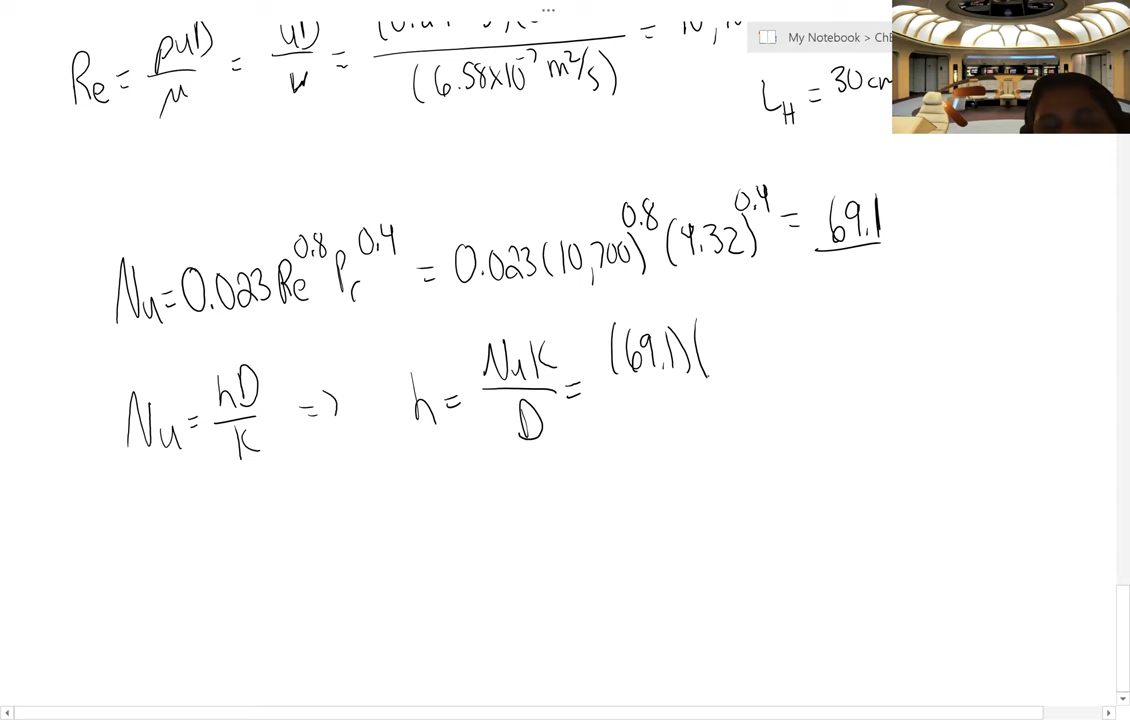 Re = ρuD/μ = uD/ν = /(6.58x10⁻⁷ m²/s) = 10,
My Notebook > ChE
L_H = 30 cm
Nu = 0.023 Re^0.8 Pr^0.4 = 0.023 (10,700)^0.8 (4.32)^0.4 = 69.1
Nu = hD/k => h = Nu k/D = (69.1)(